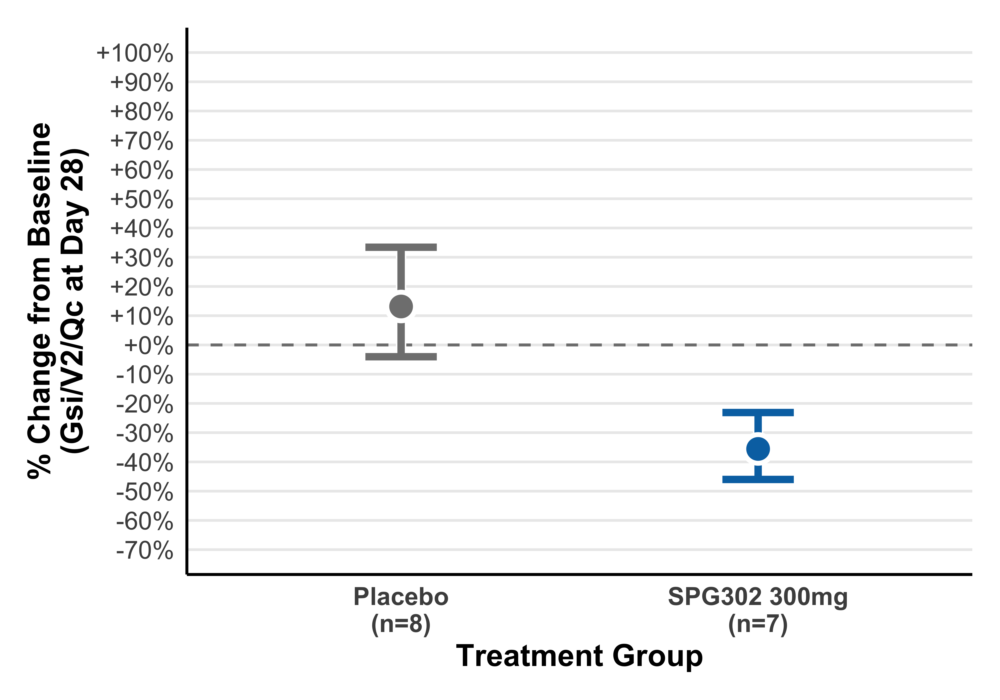 % Change from Baseline
(Gsi/V2/Qc at Day 28)
+100%
+90%
+80%
+70%
+60%
+50%
+40%
+30%
+20%
+10%
+0%
-10%
-20%
-30%
-40%
-50%
-60%
-70%
Placebo
(n=8)
SPG302 300mg
(n=7)
Treatment Group